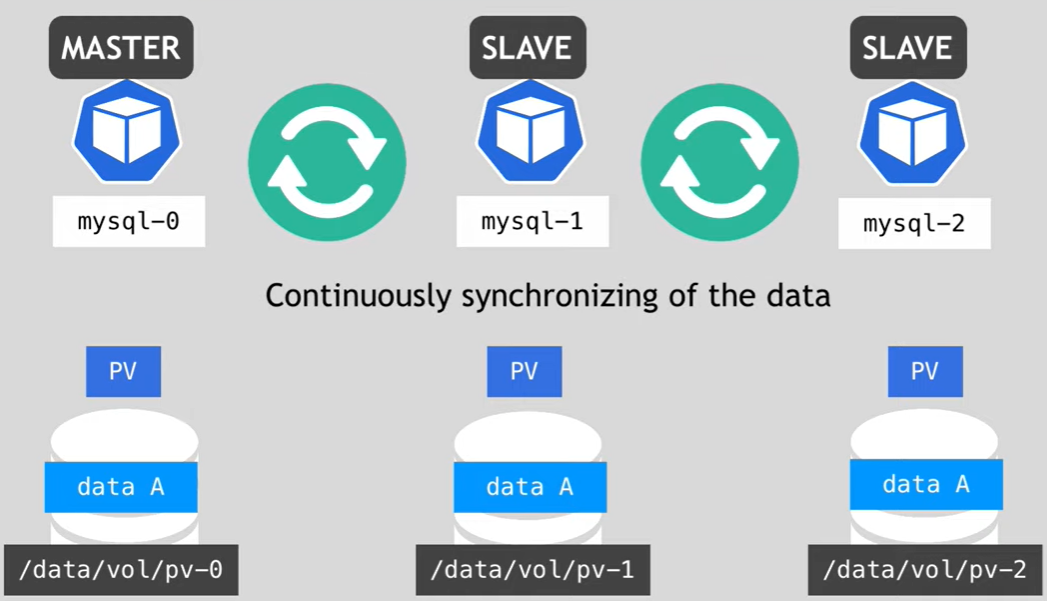 MASTER
SLAVE
SLAVE
mysql-0
mysql-1
mysql-2
Continuously synchronizing of the data
PV
PV
PV
data A
data A
data A
/data/vol/pv-0
/data/vol/pv-1
/data/vol/pv-2